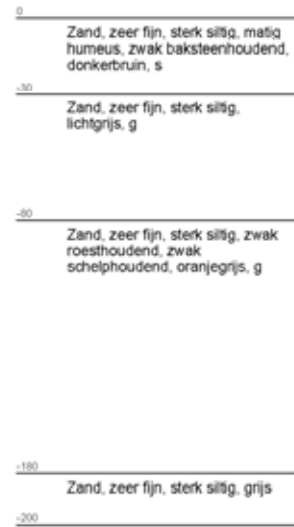 0
Zand, zeer fijn, sterk siltig, matig
humeus, zwak baksteenhoudend,
donkerbruin, s
-30
Zand, zeer fijn, sterk siltig,
lichtgrijs, g
-80
Zand, zeer fijn, sterk siltig, zwak
roesthoudend, zwak
schelphoudend, oranjegrijs, g
-180
Zand, zeer fijn, sterk siltig, grijs
-200